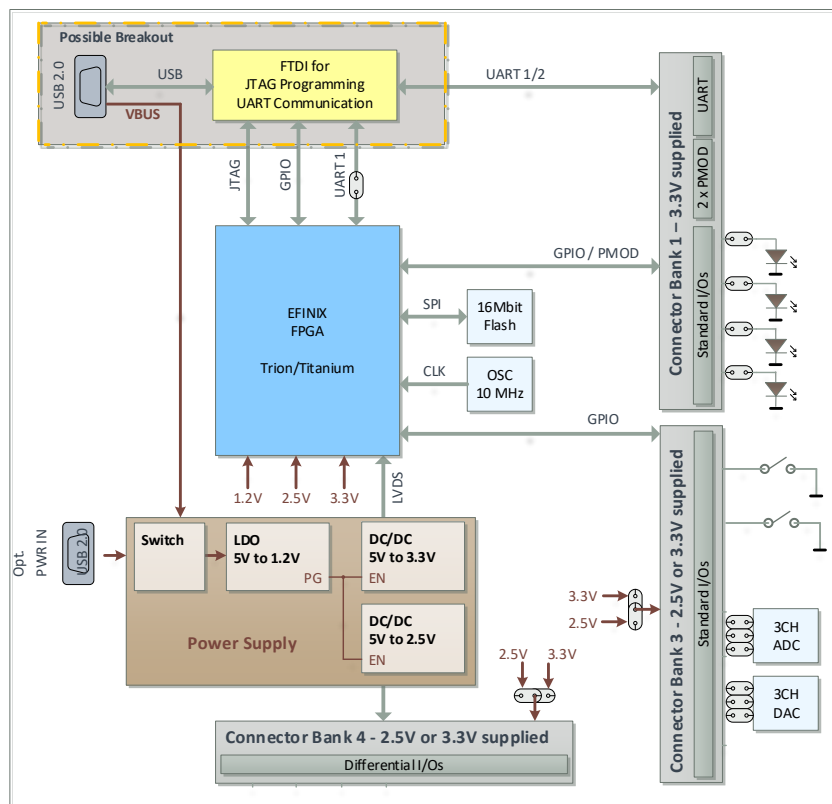 Possible Breakout
USB 2.0
USB
VBUS
FTDI for
JTAG Programming
UART Communication
UART 1/2
JTAG
GPIO
UART 1
Connector Bank 1 – 3.3V supplied
UART
2 x PMOD
Standard I/Os
EFINIX
FPGA
Trion/Titanium
GPIO / PMOD
SPI
16Mbit
Flash
CLK
OSC
10 MHz
GPIO
1.2V
2.5V
3.3V
LVDS
Opt.
PWR IN
USB 2.0
Switch
LDO
5V to 1.2V
PG
DC/DC
5V to 3.3V
EN
DC/DC
5V to 2.5V
EN
Power Supply
Connector Bank 3 - 2.5V or 3.3V supplied
Standard I/Os
3.3V
2.5V
3CH
ADC
3CH
DAC
2.5V
3.3V
Connector Bank 4 - 2.5V or 3.3V supplied
Differential I/Os